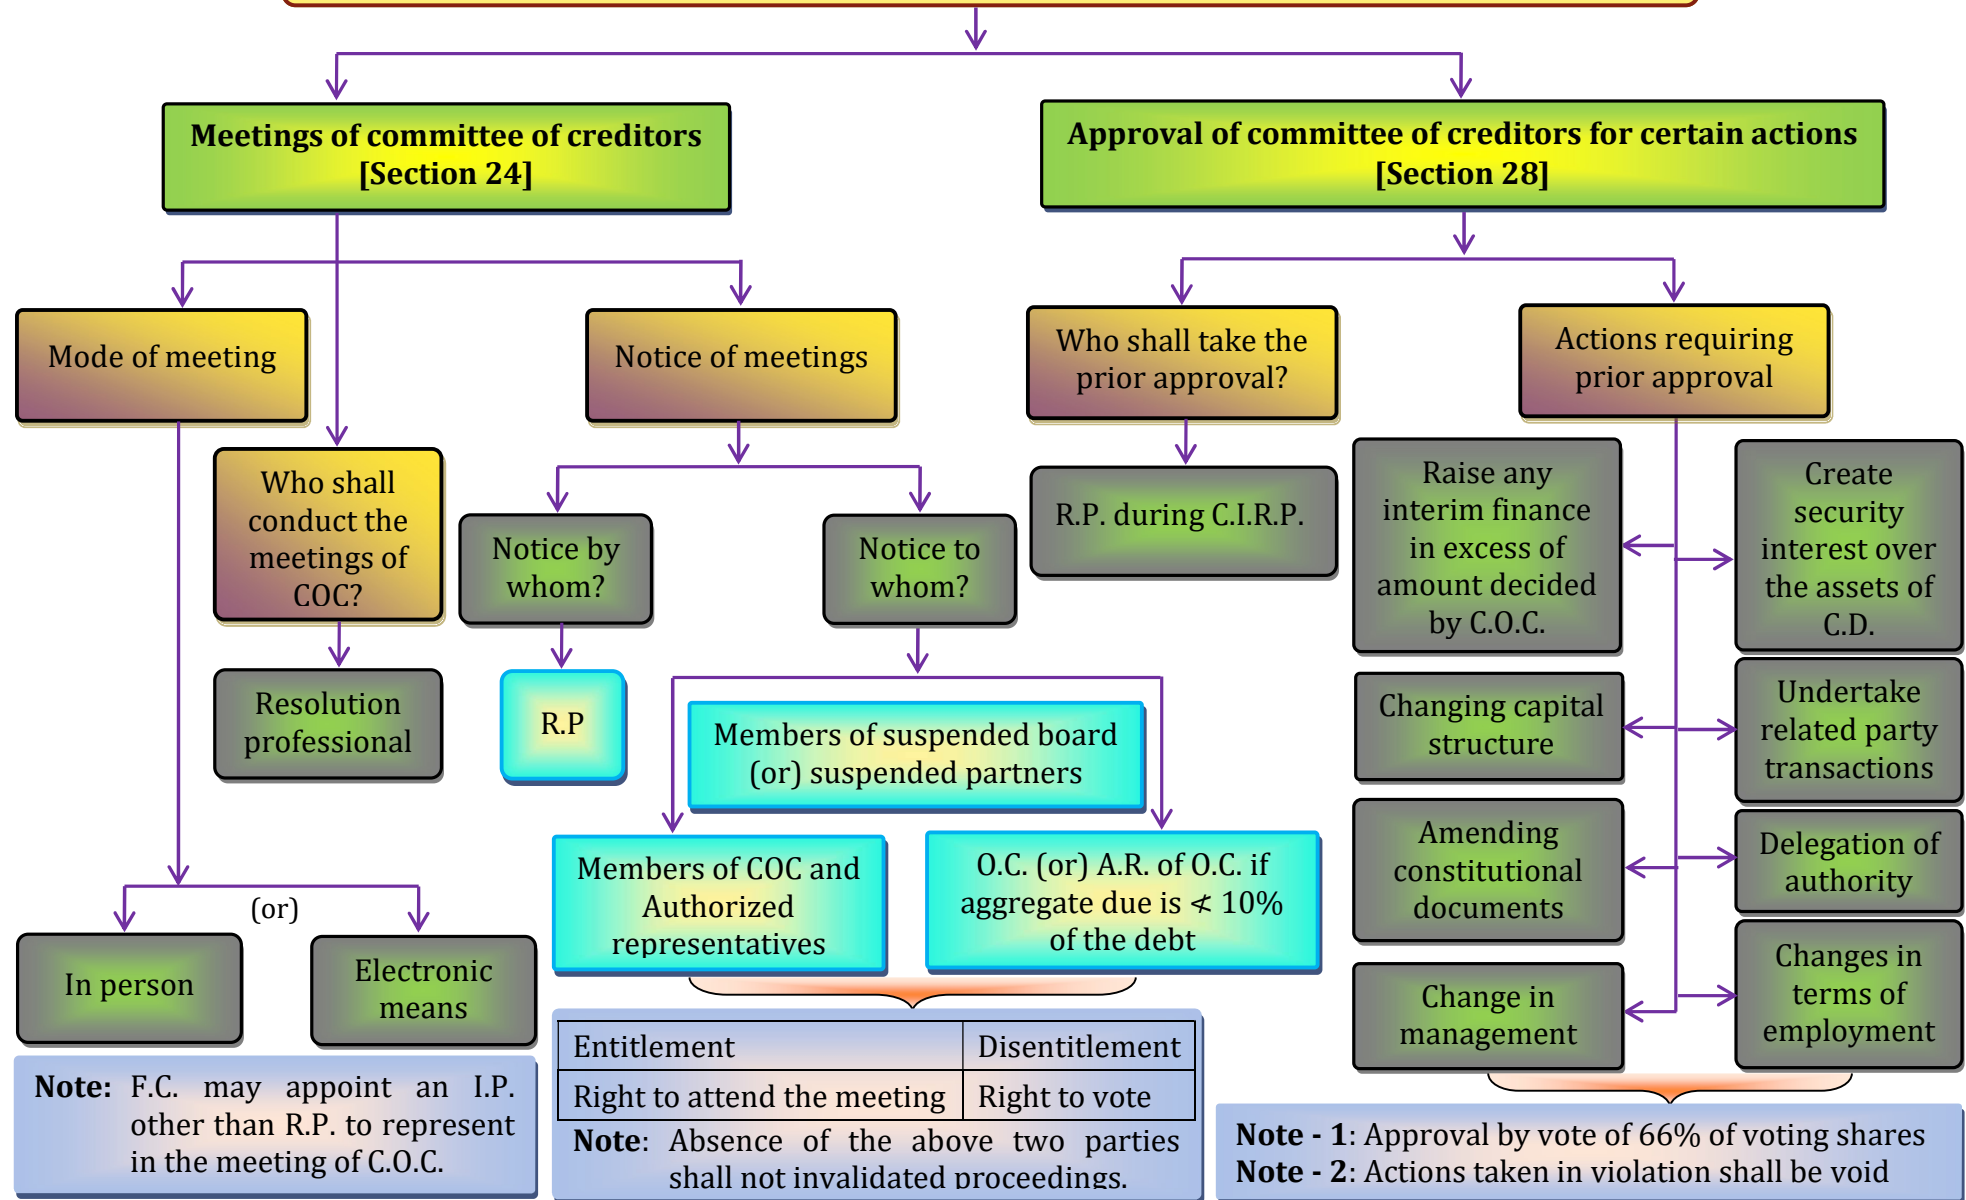 Meetings of committee of creditors
[Section 24]
Approval of committee of creditors for certain actions
[Section 28]
Mode of meeting
Notice of meetings
Who shall take the
prior approval?
Actions requiring
prior approval
Who shall
conduct the
meetings of
COC?
Notice by
whom?
Notice to
whom?
R.P. during C.I.R.P.
Raise any
interim finance
in excess of
amount decided
by C.O.C.
Create
security
interest over
the assets of
C.D.
Resolution
professional
R.P
Members of suspended board
(or) suspended partners
Changing capital
structure
Undertake
related party
transactions
Members of COC and
Authorized
representatives
O.C. (or) A.R. of O.C. if
aggregate due is ≮ 10%
of the debt
Amending
constitutional
documents
Delegation of
authority
(or)
In person
Electronic
means
Change in
management
Changes in
terms of
employment
Note: F.C. may appoint an I.P.
other than R.P. to represent
in the meeting of C.O.C.
Entitlement Disentitlement
Right to attend the meeting Right to vote
Note: Absence of the above two parties
shall not invalidated proceedings.
Note - 1: Approval by vote of 66% of voting shares
Note - 2: Actions taken in violation shall be void